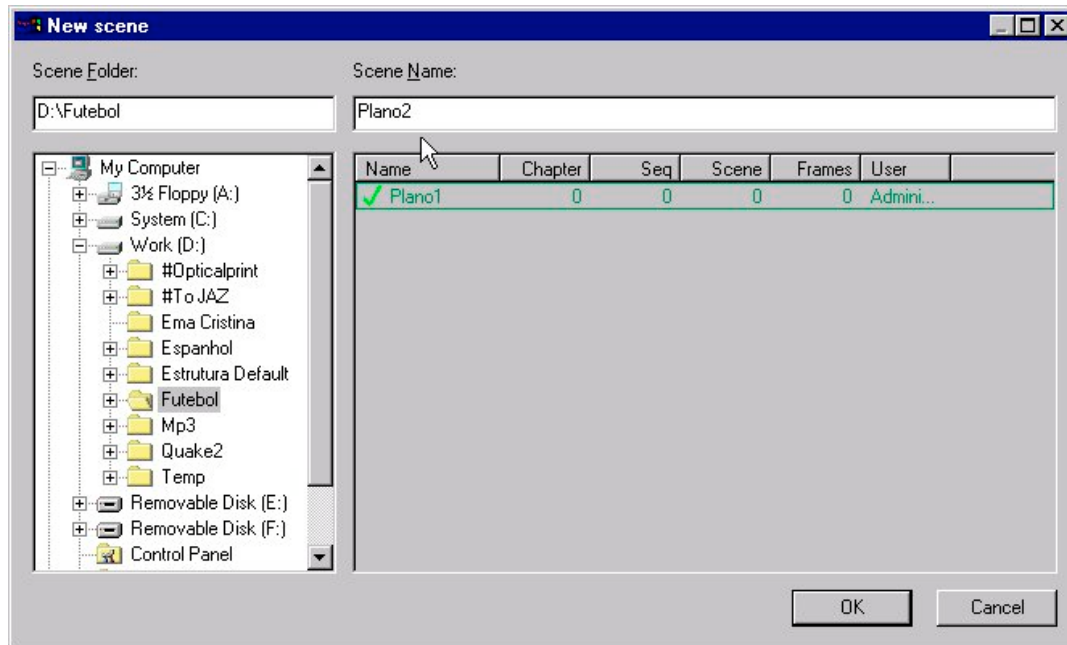 New scene
Scene Folder:
Scene Name:
D:\Futebol
Plano2
My Computer
3½ Floppy (A:)
System (C:)
Work (D:)
#Opticalprint
#To JAZ
Ema Cristina
Espanhol
Estrutura Default
Futebol
Mp3
Quake2
Temp
Removable Disk (E:)
Removable Disk (F:)
Control Panel
Name Chapter Seq Scene Frames User
Plano1 0 0 0 0 Admini...
OK Cancel